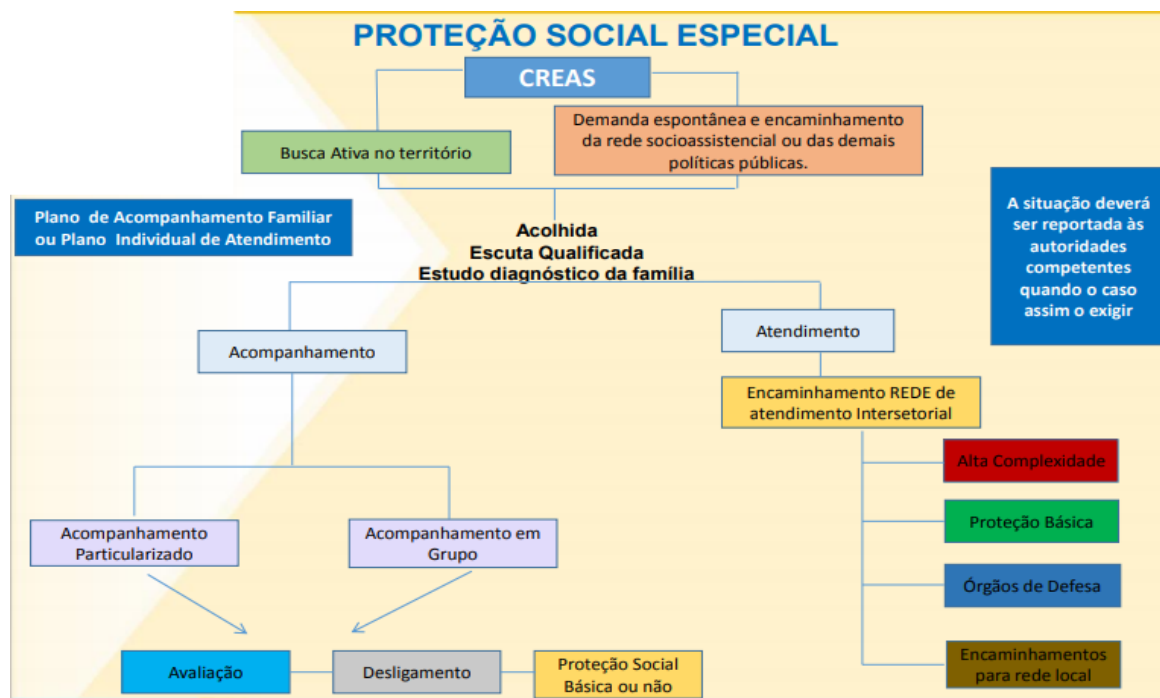 PROTEÇÃO SOCIAL ESPECIAL
CREAS
Busca Ativa no território
Demanda espontânea e encaminhamento
da rede socioassistencial ou das demais
políticas públicas.
Plano de Acompanhamento Familiar
ou Plano Individual de Atendimento
Acolhida
Escuta Qualificada
Estudo diagnóstico da família
A situação deverá
ser reportada às
autoridades
competentes
quando o caso
assim o exigir
Acompanhamento
Atendimento
Encaminhamento REDE de
atendimento Intersetorial
Alta Complexidade
Proteção Básica
Órgãos de Defesa
Encaminhamentos
para rede local
Acompanhamento
Particularizado
Acompanhamento em
Grupo
Avaliação
Desligamento
Proteção Social
Básica ou não